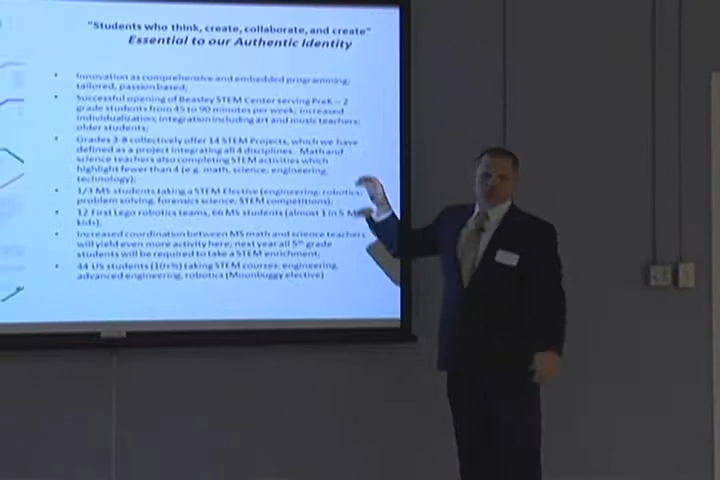 "Students who think, create, collaborate, and create"
Essential to our Authentic Identity
• Innovation as comprehensive and embedded programming;
tailored, passion based;
• Successful opening of Beasley STEM Center serving PreK – 2
grade students from 45 to 90 minutes per week; increased
individualization; integration including art and music teachers;
older students;
• Grades 3-8 collectively offer 14 STEM Projects, which we have
defined as a project integrating all 4 disciplines. Math and
science teachers also completing STEM activities which
highlight fewer than 4 (e.g. math, science; engineering,
technology);
• 1/3 MS students taking a STEM Elective (engineering, robotics,
problem solving, forensics science, STEM competitions);
• 12 First Lego robotics teams, 66 MS students (almost 1 in 5 MS
kids);
• Increased coordination between MS math and science teachers
will yield even more activity here; next year all 5th grade
students will be required to take a STEM enrichment;
• 44 US students (10+%) taking STEM courses: engineering,
advanced engineering, robotics (Moonbuggy elective)